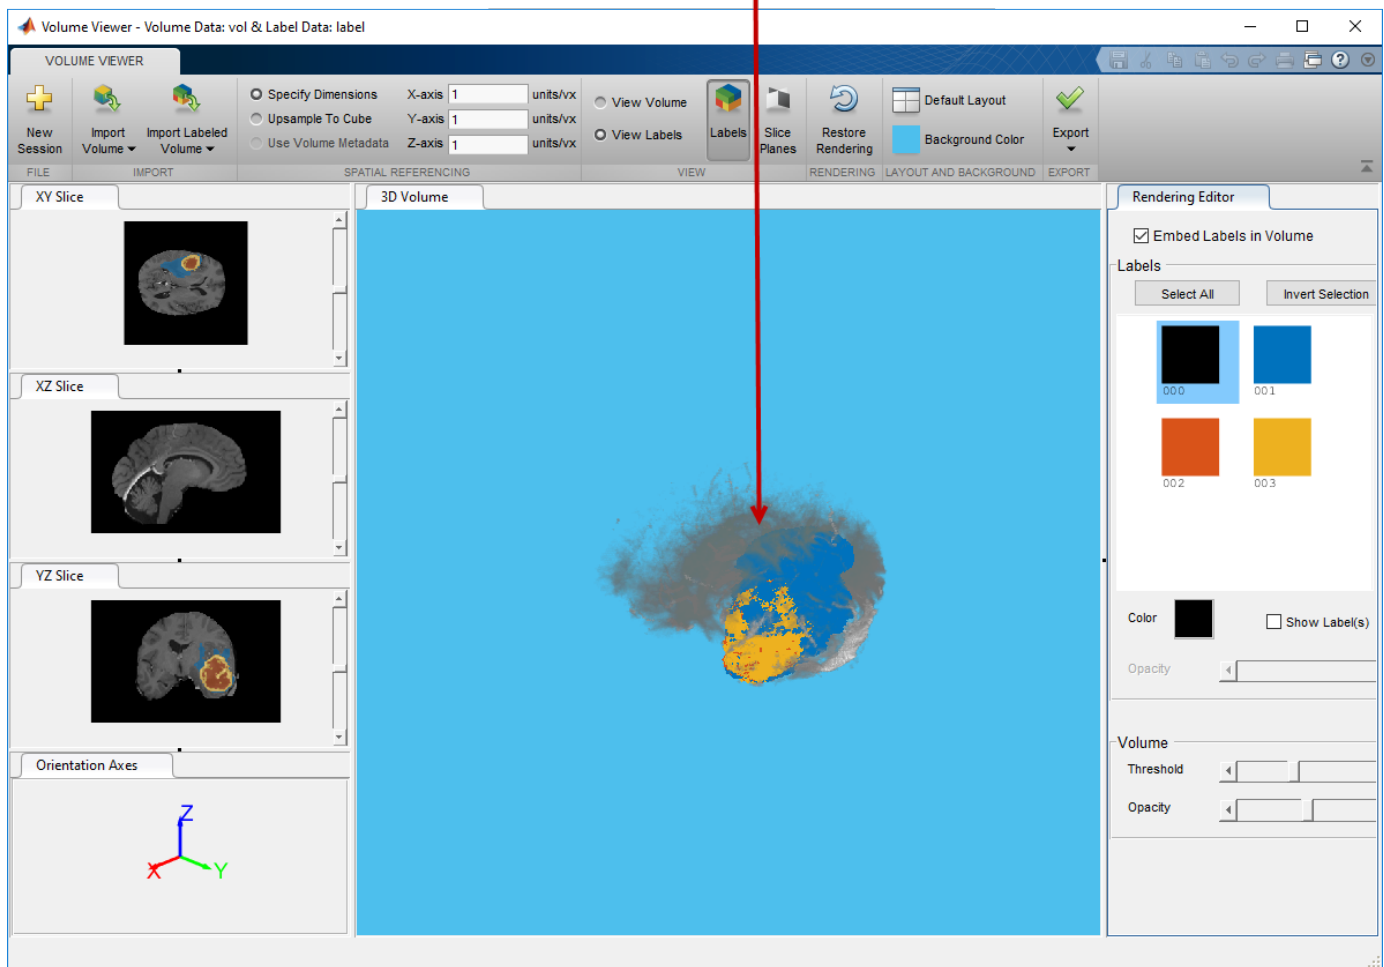 Volume Viewer - Volume Data: vol & Label Data: label
VOLUME VIEWER
New Session
Import Volume
Import Labeled Volume
Specify Dimensions
Upsample To Cube
Use Volume Metadata
X-axis 1 units/vx
Y-axis 1 units/vx
Z-axis 1 units/vx
View Volume
View Labels
Labels
Slice Planes
Restore Rendering
Default Layout
Background Color
Export
FILE
IMPORT
SPATIAL REFERENCING
VIEW
RENDERING
LAYOUT AND BACKGROUND
EXPORT
XY Slice
XZ Slice
YZ Slice
Orientation Axes
Z
X
Y
3D Volume
Rendering Editor
Embed Labels in Volume
Labels
Select All
Invert Selection
000
001
002
003
Color
Show Label(s)
Opacity
Volume
Threshold
Opacity